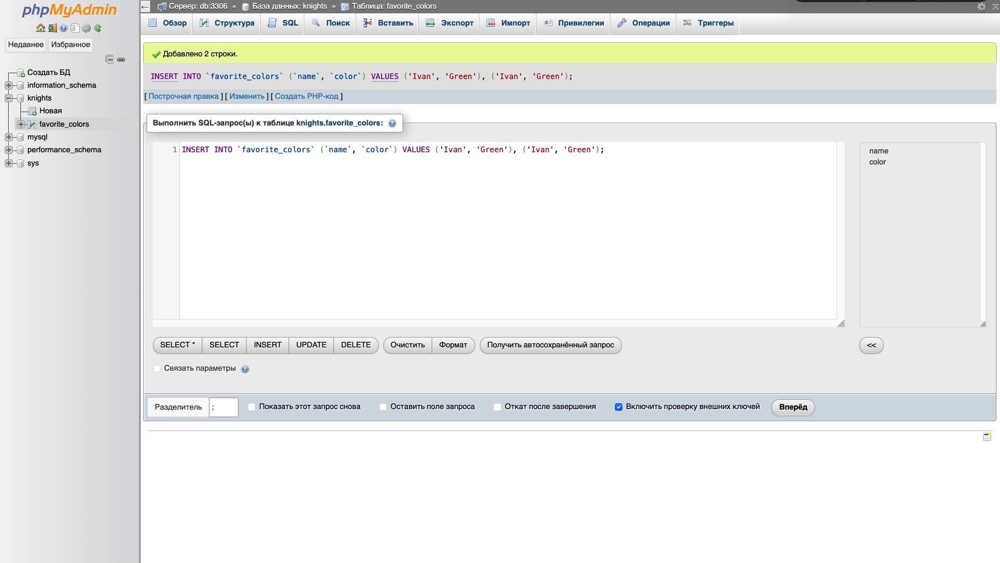 phpMyAdmin
Недавнее Избранное
Создать БД
information_schema
knights
Новая
favorite_colors
mysql
performance_schema
sys
← Сервер: db:3306 » База данных: knights » Таблица: favorite_colors
Обзор Структура SQL Поиск Вставить Экспорт Импорт Привилегии Операции Триггеры
Добавлено 2 строки.
INSERT INTO `favorite_colors` (`name`, `color`) VALUES ('Ivan', 'Green'), ('Ivan', 'Green');
[ Построчная правка ] [ Изменить ] [ Создать PHP-код ]
Выполнить SQL-запрос(ы) к таблице knights.favorite_colors:
1 INSERT INTO `favorite_colors` (`name`, `color`) VALUES ('Ivan', 'Green'), ('Ivan', 'Green');
name
color
SELECT * SELECT INSERT UPDATE DELETE Очистить Формат Получить автосохранённый запрос <<
Связать параметры
Разделитель ; Показать этот запрос снова Оставить поле запроса Откат после завершения Включить проверку внешних ключей Вперёд